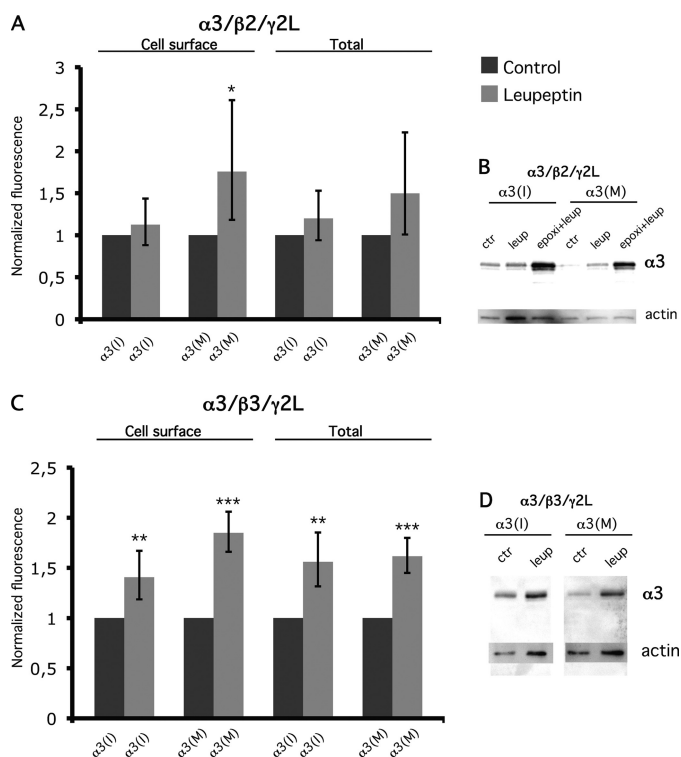 A
α3/β2/γ2L
Cell surface
Total
Normalized fluorescence
3
2,5
2
1,5
1
0,5
0
*
α3(I) α3(I) α3(M) α3(M) α3(I) α3(I) α3(M) α3(M)
Control
Leupeptin
B
α3/β2/γ2L
α3(I) α3(M)
ctr leup epoxi+leup ctr leup epoxi+leup
α3
actin
C
α3/β3/γ2L
Cell surface
Total
Normalized fluorescence
2,5
2
1,5
1
0,5
0
** *** ** ***
α3(I) α3(I) α3(M) α3(M) α3(I) α3(I) α3(M) α3(M)
D
α3/β3/γ2L
α3(I) α3(M)
ctr leup ctr leup
α3
actin